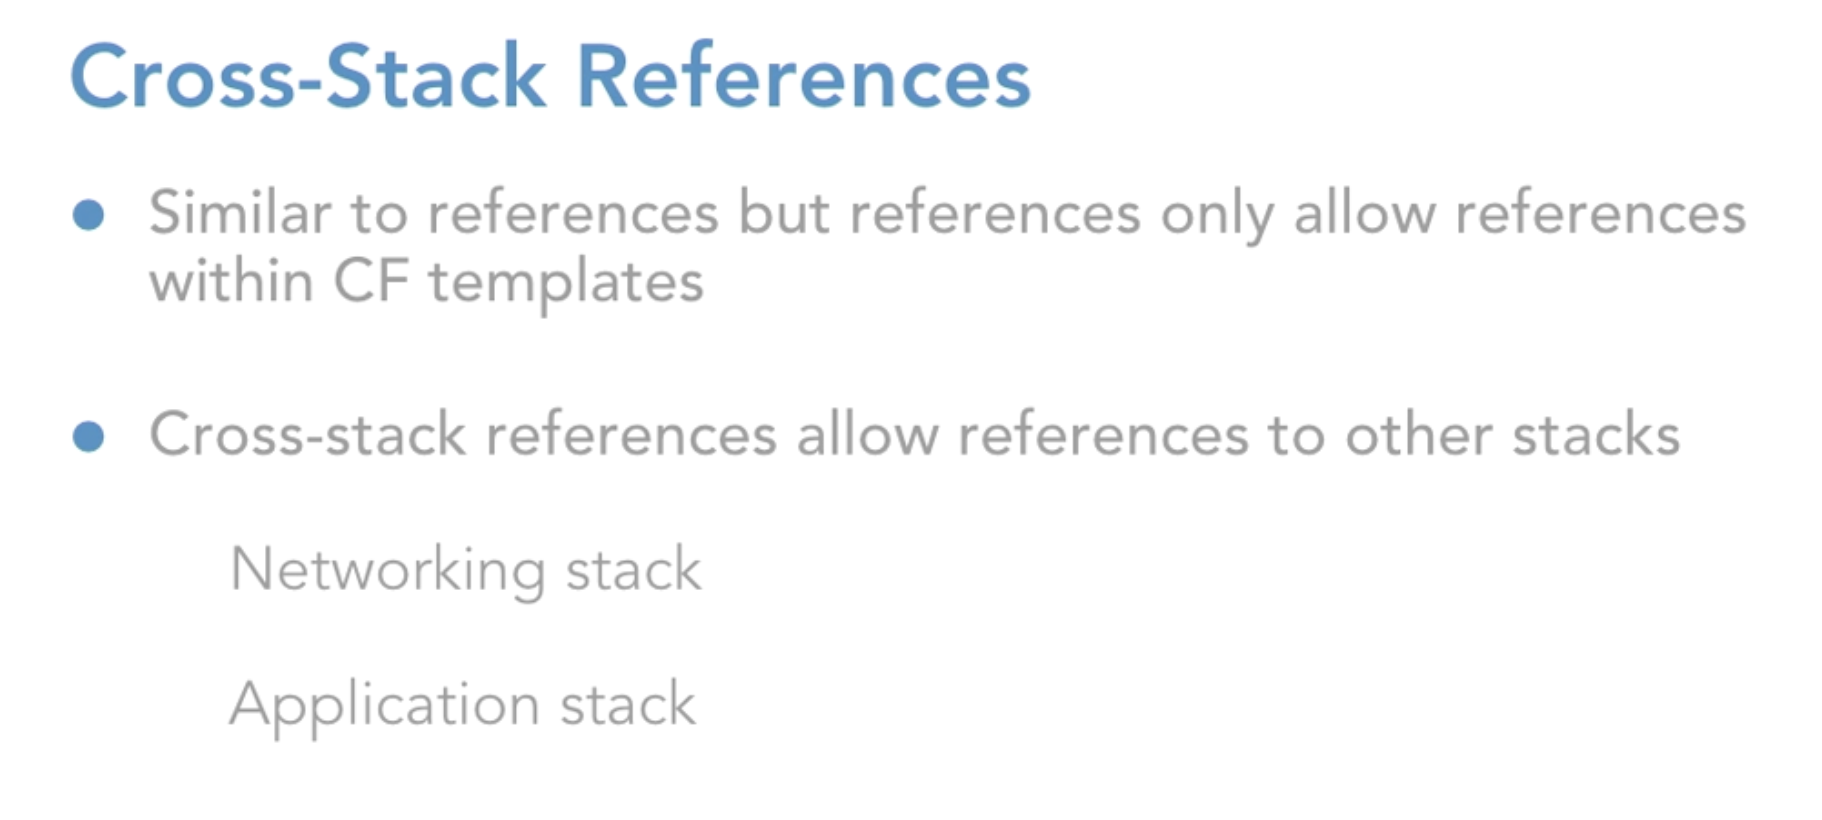 Cross-Stack References
Similar to references but references only allow references
within CF templates
Cross-stack references allow references to other stacks
Networking stack
Application stack